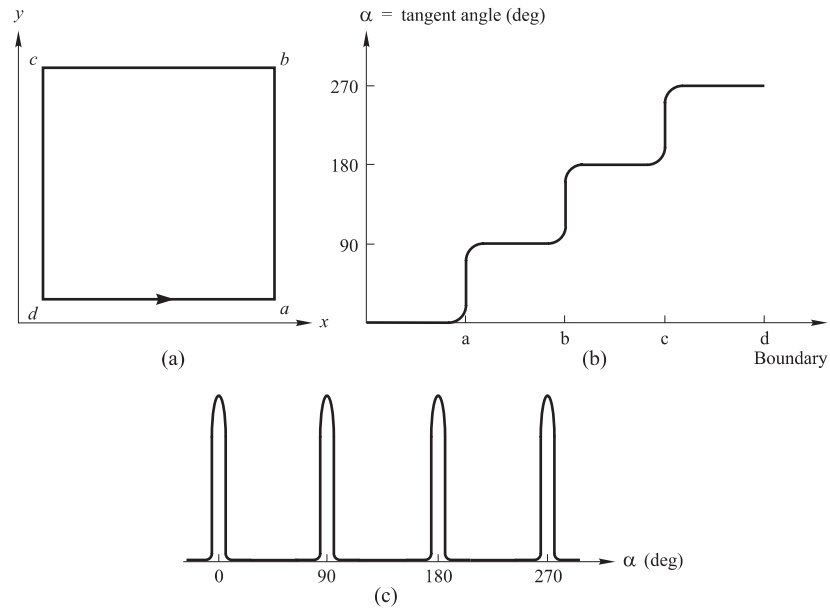 y
c
b
d
a
x
(a)
α = tangent angle (deg)
270
180
90
a
b
c
d
Boundary
(b)
0
90
180
270
α (deg)
(c)